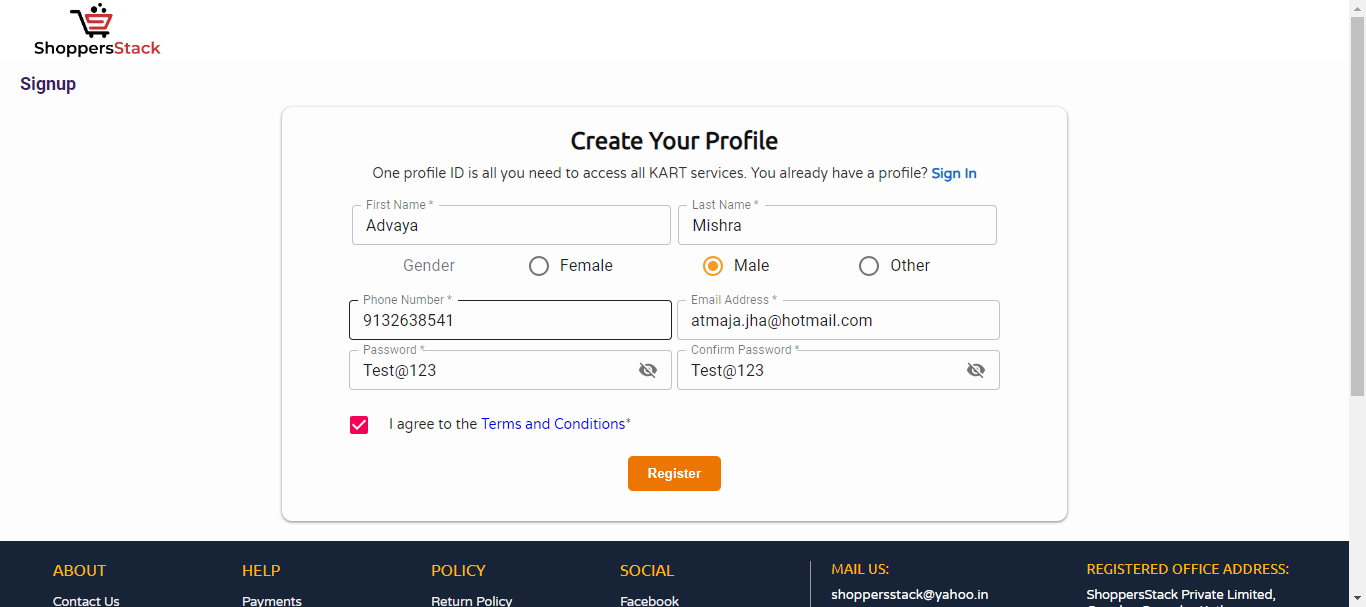 ShoppersStack
Signup
Create Your Profile
One profile ID is all you need to access all KART services. You already have a profile? Sign In
First Name * Last Name *
Advaya Mishra
Gender Female Male Other
Phone Number * Email Address *
9132638541 atmaja.jha@hotmail.com
Password * Confirm Password *
Test@123 Test@123
I agree to the Terms and Conditions*
Register
ABOUT HELP POLICY SOCIAL MAIL US: REGISTERED OFFICE ADDRESS:
Contact Us Payments Return Policy Facebook shoppersstack@yahoo.in ShoppersStack Private Limited,